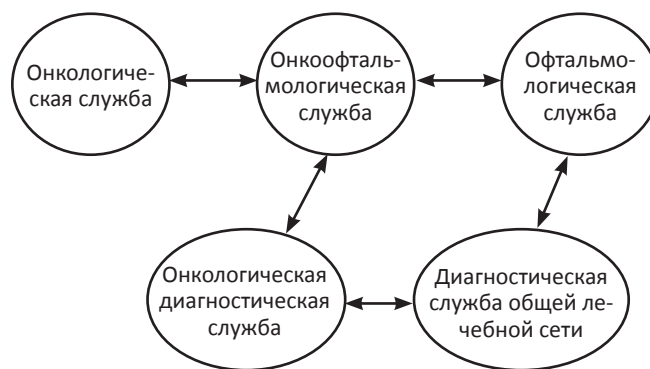 Онкологиче-
ская служба
Онкоофталь-
мологическая
служба
Офтальмо-
логическая
служба
Онкологическая
диагностическая
служба
Диагностическая
служба общей ле-
чебной сети